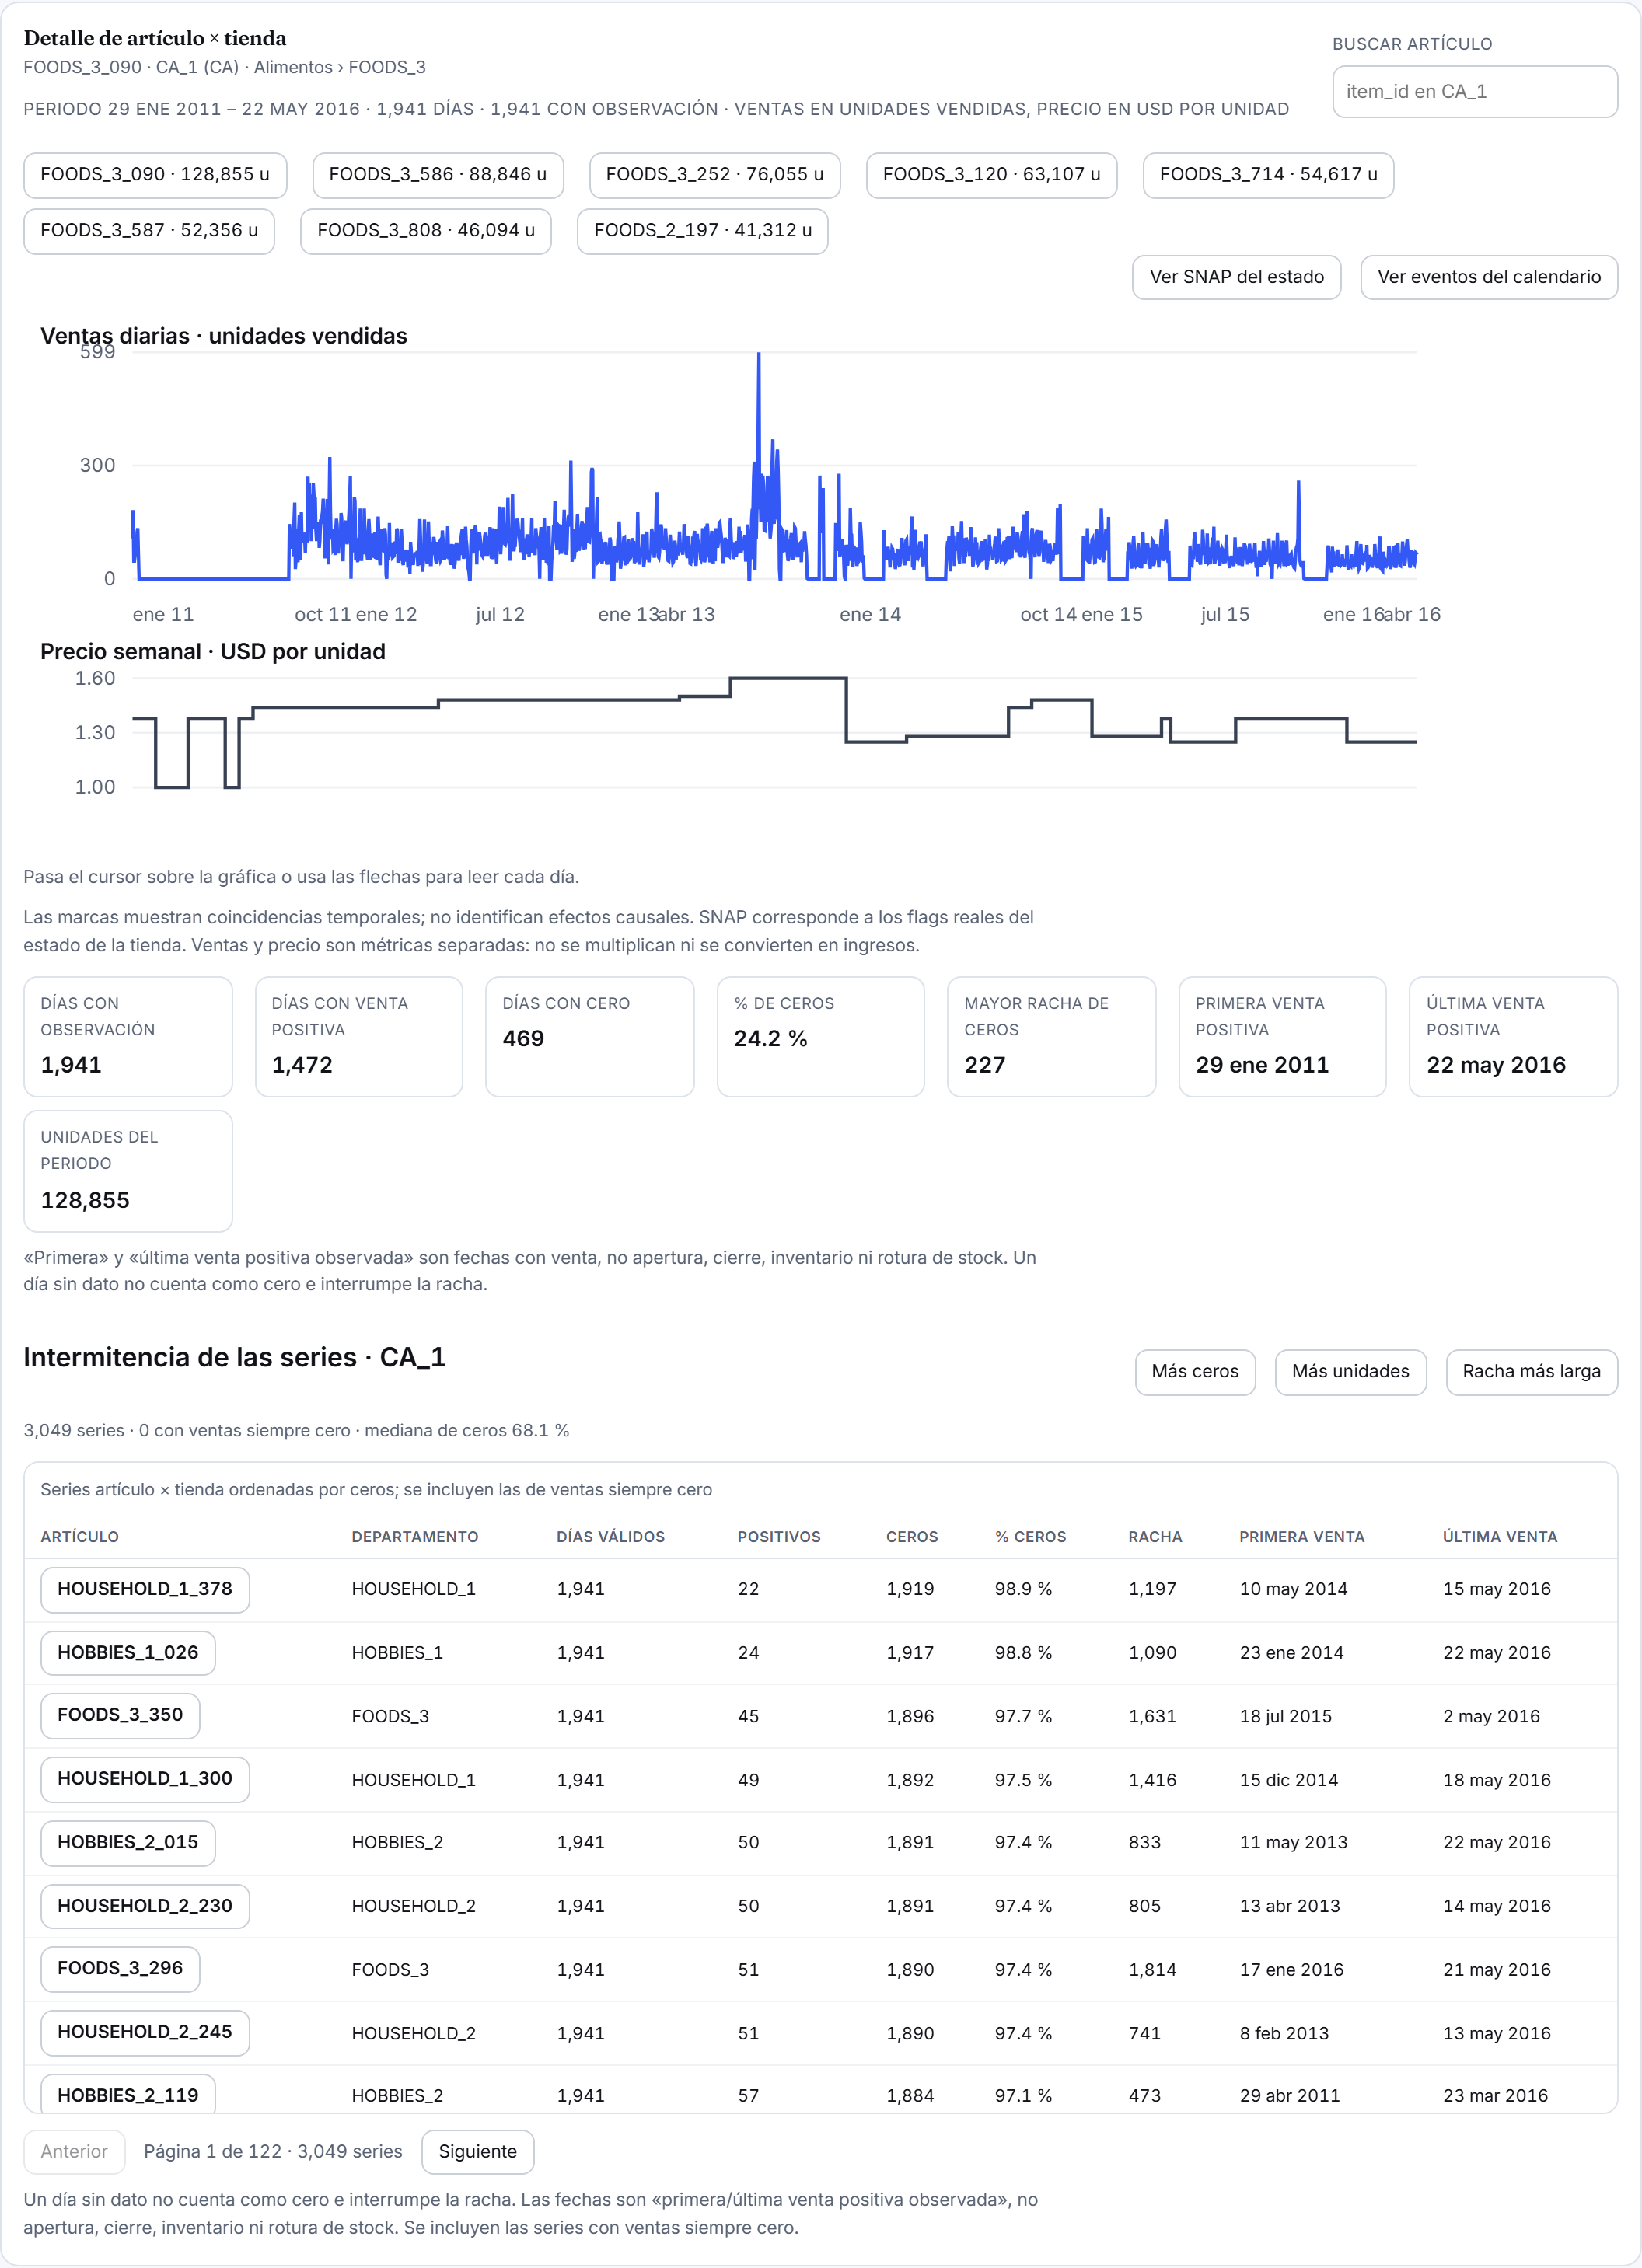 Detalle de artículo × tienda
FOODS_3_090 · CA_1 (CA) · Alimentos › FOODS_3
PERIODO 29 ENE 2011 – 22 MAY 2016 · 1,941 DÍAS · 1,941 CON OBSERVACIÓN · VENTAS EN UNIDADES VENDIDAS, PRECIO EN USD POR UNIDAD
BUSCAR ARTÍCULO
item_id en CA_1
FOODS_3_090 · 128,855 u
FOODS_3_586 · 88,846 u
FOODS_3_252 · 76,055 u
FOODS_3_120 · 63,107 u
FOODS_3_714 · 54,617 u
FOODS_3_587 · 52,356 u
FOODS_3_808 · 46,094 u
FOODS_2_197 · 41,312 u
Ver SNAP del estado
Ver eventos del calendario
Ventas diarias · unidades vendidas
599
300
0
ene 11 oct 11 ene 12 jul 12 ene 13 abr 13 ene 14 oct 14 ene 15 jul 15 ene 16 abr 16
Precio semanal · USD por unidad
1.60
1.30
1.00
Pasa el cursor sobre la gráfica o usa las flechas para leer cada día.
Las marcas muestran coincidencias temporales; no identifican efectos causales. SNAP corresponde a los flags reales del
estado de la tienda. Ventas y precio son métricas separadas: no se multiplican ni se convierten en ingresos.
DÍAS CON
OBSERVACIÓN
1,941
DÍAS CON VENTA
POSITIVA
1,472
DÍAS CON CERO
469
% DE CEROS
24.2 %
MAYOR RACHA DE
CEROS
227
PRIMERA VENTA
POSITIVA
29 ene 2011
ÚLTIMA VENTA
POSITIVA
22 may 2016
UNIDADES DEL
PERIODO
128,855
«Primera» y «última venta positiva observada» son fechas con venta, no apertura, cierre, inventario ni rotura de stock. Un
día sin dato no cuenta como cero e interrumpe la racha.
Intermitencia de las series · CA_1
Más ceros
Más unidades
Racha más larga
3,049 series · 0 con ventas siempre cero · mediana de ceros 68.1 %
Series artículo × tienda ordenadas por ceros; se incluyen las de ventas siempre cero
ARTÍCULO DEPARTAMENTO DÍAS VÁLIDOS POSITIVOS CEROS % CEROS RACHA PRIMERA VENTA ÚLTIMA VENTA
HOUSEHOLD_1_378 HOUSEHOLD_1 1,941 22 1,919 98.9 % 1,197 10 may 2014 15 may 2016
HOBBIES_1_026 HOBBIES_1 1,941 24 1,917 98.8 % 1,090 23 ene 2014 22 may 2016
FOODS_3_350 FOODS_3 1,941 45 1,896 97.7 % 1,631 18 jul 2015 2 may 2016
HOUSEHOLD_1_300 HOUSEHOLD_1 1,941 49 1,892 97.5 % 1,416 15 dic 2014 18 may 2016
HOBBIES_2_015 HOBBIES_2 1,941 50 1,891 97.4 % 833 11 may 2013 22 may 2016
HOUSEHOLD_2_230 HOUSEHOLD_2 1,941 50 1,891 97.4 % 805 13 abr 2013 14 may 2016
FOODS_3_296 FOODS_3 1,941 51 1,890 97.4 % 1,814 17 ene 2016 21 may 2016
HOUSEHOLD_2_245 HOUSEHOLD_2 1,941 51 1,890 97.4 % 741 8 feb 2013 13 may 2016
HOBBIES_2_119 HOBBIES_2 1,941 57 1,884 97.1 % 473 29 abr 2011 23 mar 2016
Anterior
Página 1 de 122 · 3,049 series
Siguiente
Un día sin dato no cuenta como cero e interrumpe la racha. Las fechas son «primera/última venta positiva observada», no
apertura, cierre, inventario ni rotura de stock. Se incluyen las series con ventas siempre cero.